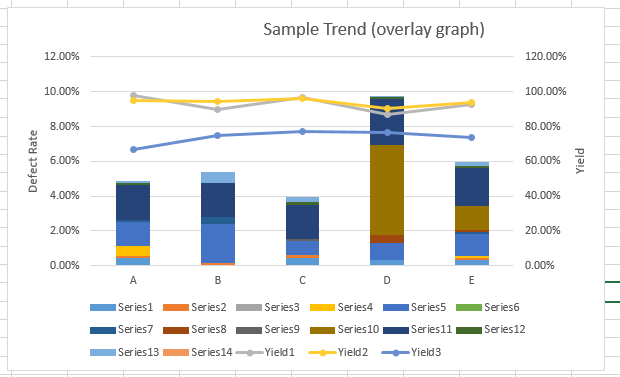 Sample Trend (overlay graph)
12.00% 120.00%
10.00% 100.00%
8.00% 80.00%
6.00% 60.00%
4.00% 40.00%
2.00% 20.00%
0.00% 0.00%
Defect Rate
Yield
A B C D E
Series1 Series2 Series3 Series4 Series5 Series6
Series7 Series8 Series9 Series10 Series11 Series12
Series13 Series14 Yield1 Yield2 Yield3